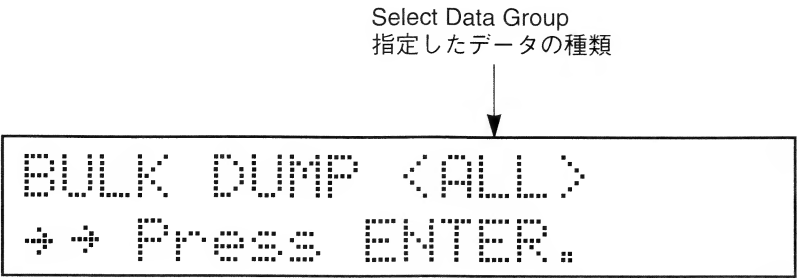 Select Data Group
指定したデータの種類
BULK DUMP <ALL>
→→ Press ENTER.